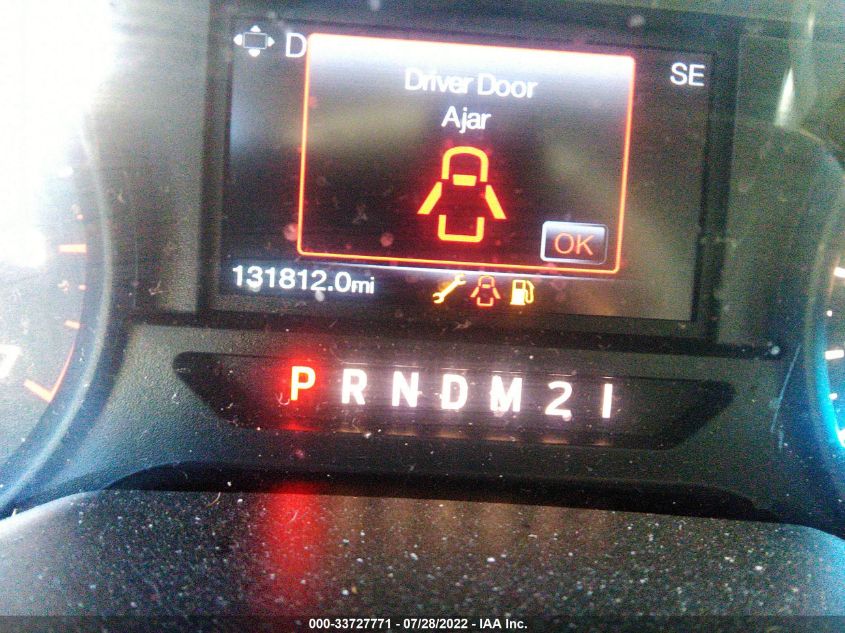 D
SE
Driver Door
Ajar
OK
131812.0mi
P R N D M 2 1
000-33727771 - 07/28/2022 - IAA Inc.